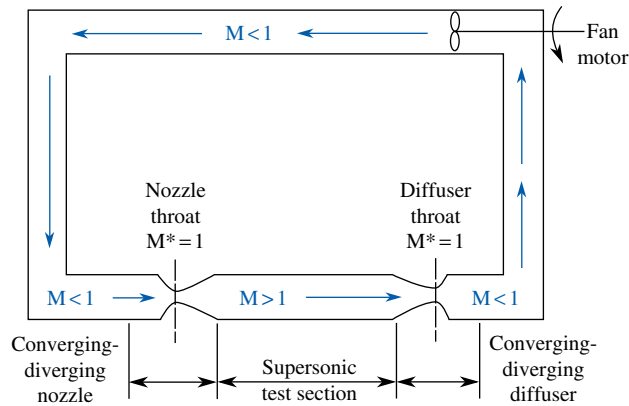 M < 1
Fan
motor
Nozzle
throat
M* = 1
Diffuser
throat
M* = 1
M < 1
M > 1
M < 1
Converging-
diverging
nozzle
Supersonic
test section
Converging-
diverging
diffuser